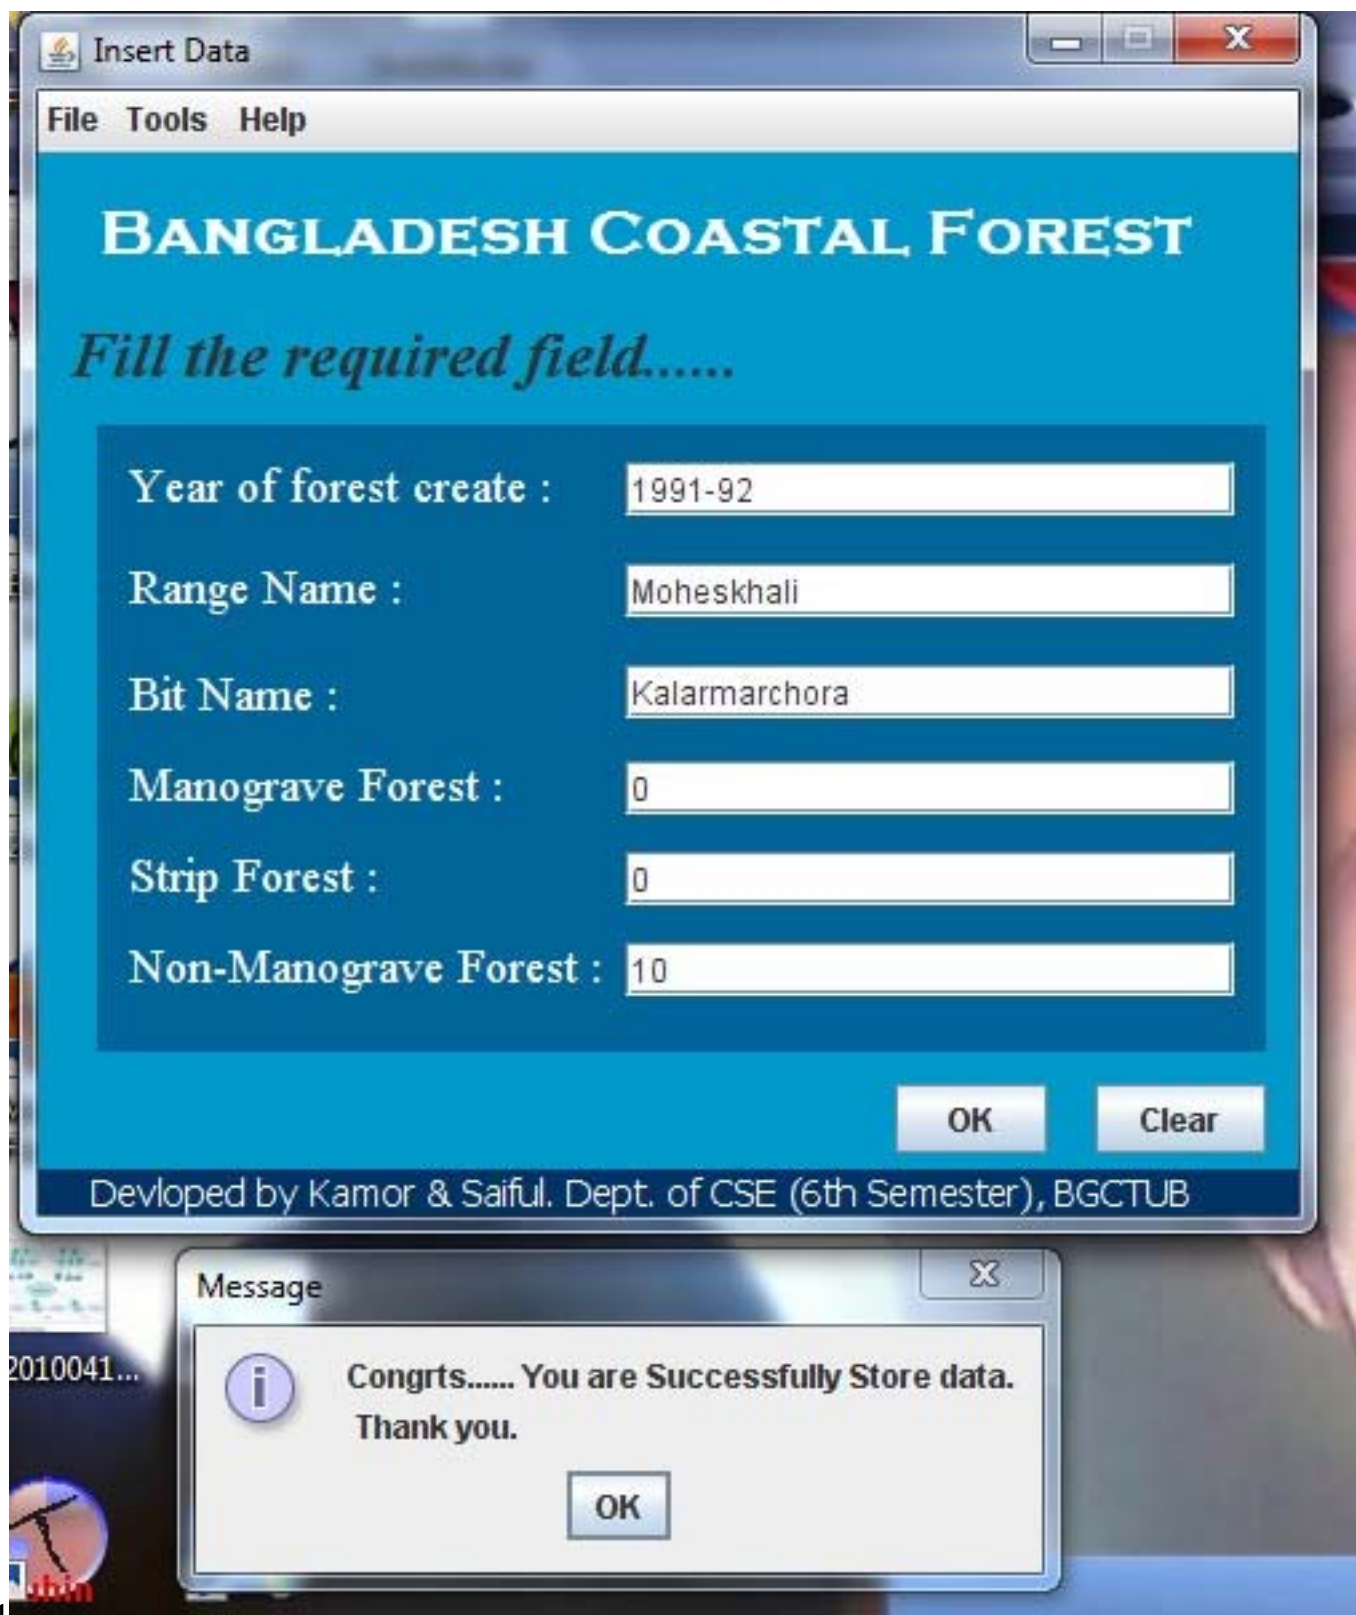 Insert Data
File Tools Help
BANGLADESH COASTAL FOREST
Fill the required field......
Year of forest create : 1991-92
Range Name : Moheskhali
Bit Name : Kalarmarchora
Manograve Forest : 0
Strip Forest : 0
Non-Manograve Forest : 10
OK Clear
Devloped by Kamor & Saiful. Dept. of CSE (6th Semester), BGCTUB
Message
2010041...
Congrts...... You are Successfully Store data.
Thank you.
OK